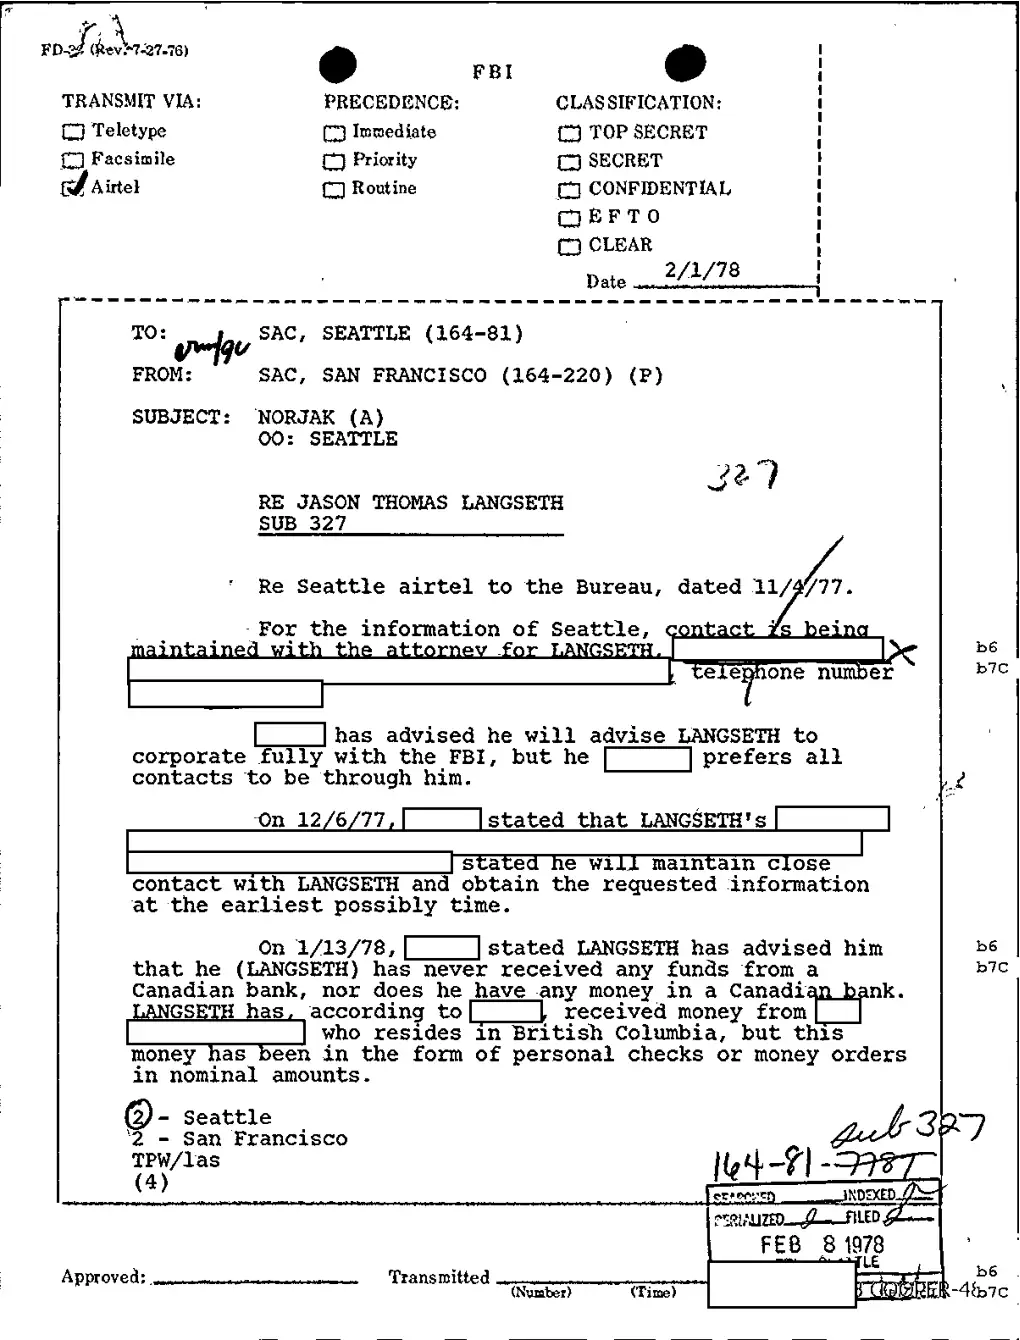 FD-36 (Rev. 7-27-76)
FBI
TRANSMIT VIA: PRECEDENCE: CLASSIFICATION:
Teletype Immediate TOP SECRET
Facsimile Priority SECRET
Airtel Routine CONFIDENTIAL
E F T O
CLEAR
Date 2/1/78
TO: SAC, SEATTLE (164-81)
FROM: SAC, SAN FRANCISCO (164-220) (P)
SUBJECT: NORJAK (A)
OO: SEATTLE
327
RE JASON THOMAS LANGSETH
SUB 327
Re Seattle airtel to the Bureau, dated 11/4/77.
For the information of Seattle, contact is being
maintained with the attorney for LANGSETH, b6
, telephone number b7C
has advised he will advise LANGSETH to
corporate fully with the FBI, but he prefers all
contacts to be through him.
On 12/6/77, stated that LANGSETH's
stated he will maintain close
contact with LANGSETH and obtain the requested information
at the earliest possibly time.
On 1/13/78, stated LANGSETH has advised him b6
that he (LANGSETH) has never received any funds from a b7C
Canadian bank, nor does he have any money in a Canadian bank.
LANGSETH has, according to , received money from
who resides in British Columbia, but this
money has been in the form of personal checks or money orders
in nominal amounts.
2 - Seattle
2 - San Francisco
TPW/las
(4)
sub 327
164-81-
SEARCHED INDEXED
SERIALIZED FILED
FEB 8 1978
Approved: Transmitted
(Number) (Time)
b6
b7C